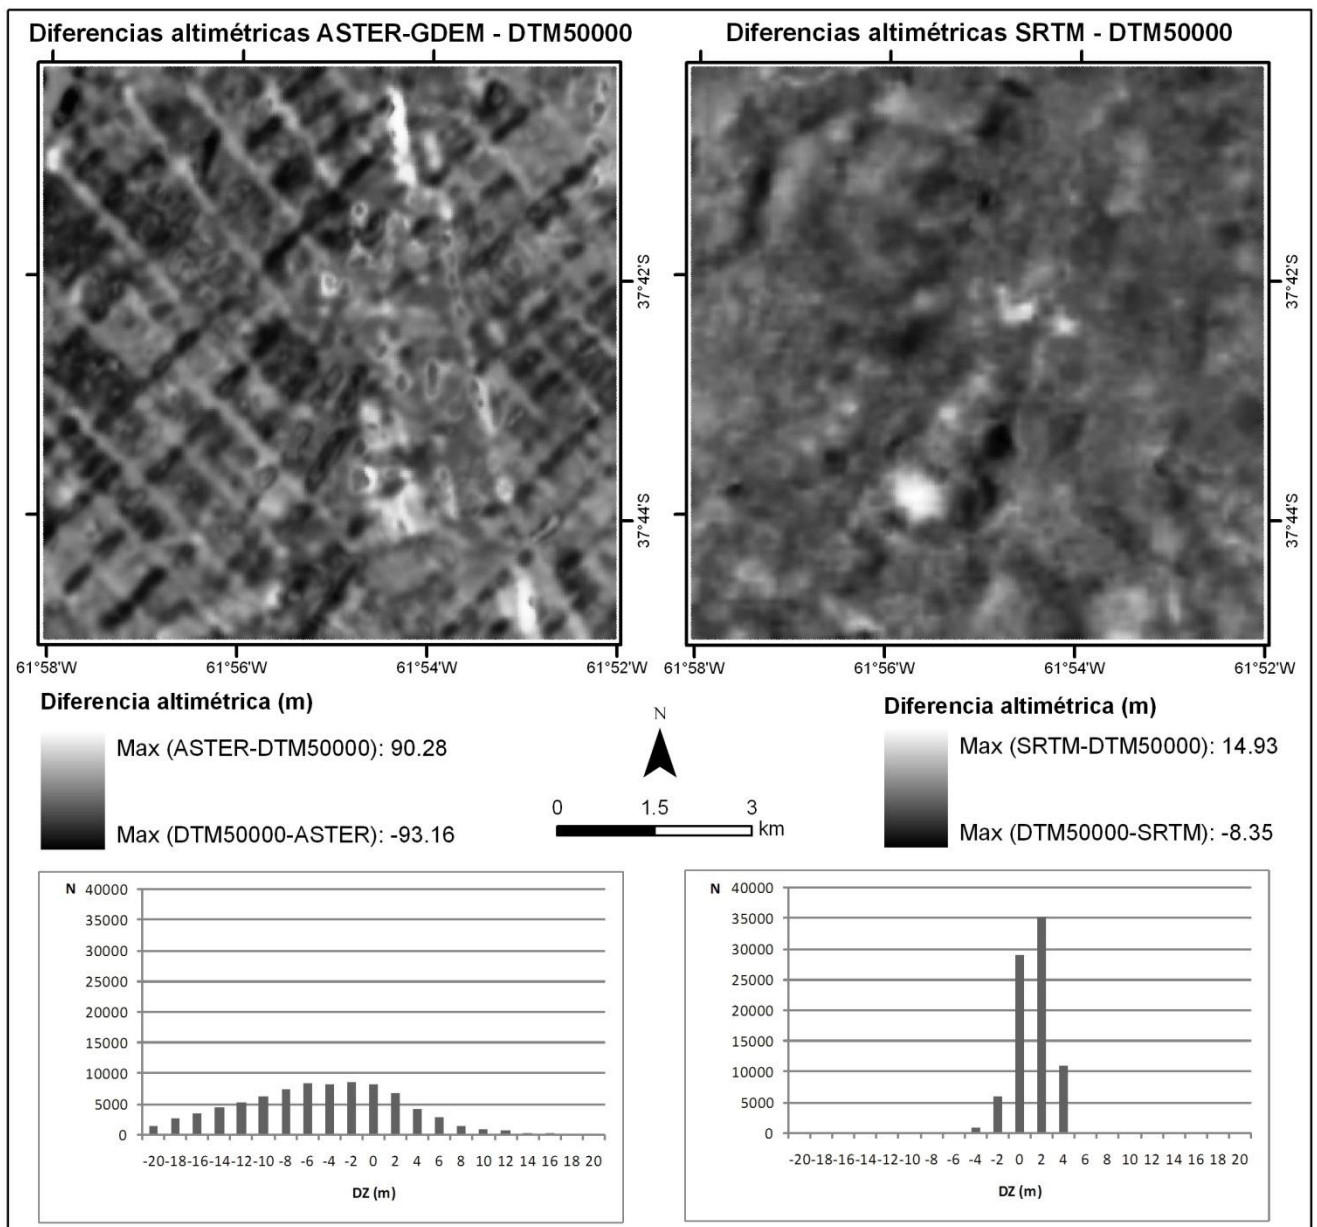 Diferencias altimétricas ASTER-GDEM - DTM50000
Diferencias altimétricas SRTM - DTM50000
37°42'S
37°44'S
37°42'S
37°44'S
61°58'W 61°56'W 61°54'W 61°52'W
61°58'W 61°56'W 61°54'W 61°52'W
Diferencia altimétrica (m)
Max (ASTER-DTM50000): 90.28
Max (DTM50000-ASTER): -93.16
N
0 1.5 3
km
Diferencia altimétrica (m)
Max (SRTM-DTM50000): 14.93
Max (DTM50000-SRTM): -8.35
N
40000
35000
30000
25000
20000
15000
10000
5000
0
-20 -18 -16 -14 -12 -10 -8 -6 -4 -2 0 2 4 6 8 10 12 14 16 18 20
DZ (m)
N
40000
35000
30000
25000
20000
15000
10000
5000
0
-20 -18 -16 -14 -12 -10 -8 -6 -4 -2 0 2 4 6 8 10 12 14 16 18 20
DZ (m)